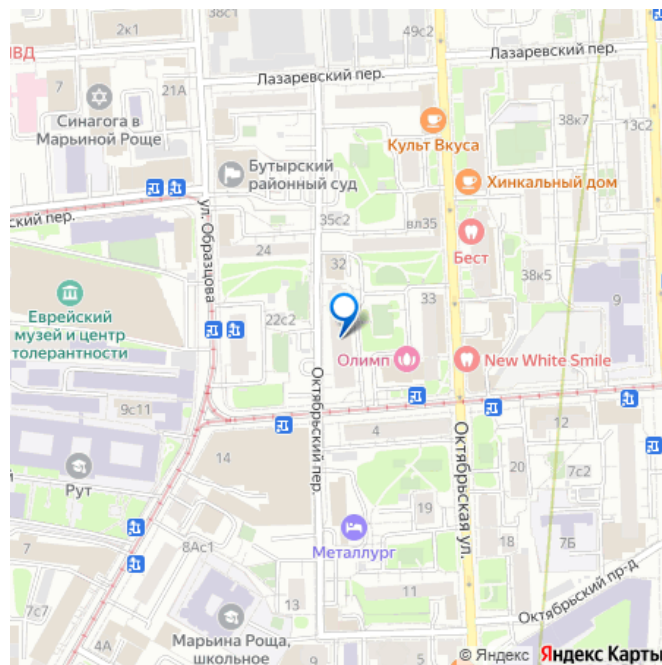 38с1
49с2
2к1
Лазаревский пер.
Лазаревский пер.
ЗВД
7
21А
Синагога в
Марьиной Роще
38к7
13с2
Культ Вкуса
Бутырский
районный суд
Хинкальный дом
ский пер.
35с2
вл35
ул. Образцова
24
Бест
32
38к5
Еврейский
музей и центр
толерантности
22с2
33
9
Олимп
New White Smile
9с11
Октябрьский пер.
4
Октябрьская ул.
12
14
Рут
20
7с2
19
7
8Ас1
Металлург
18
7Б
7с7
11
Октябрьский пр-д
13
4А
Марьина Роща,
школьное
© Яндекс Яндекс Карты